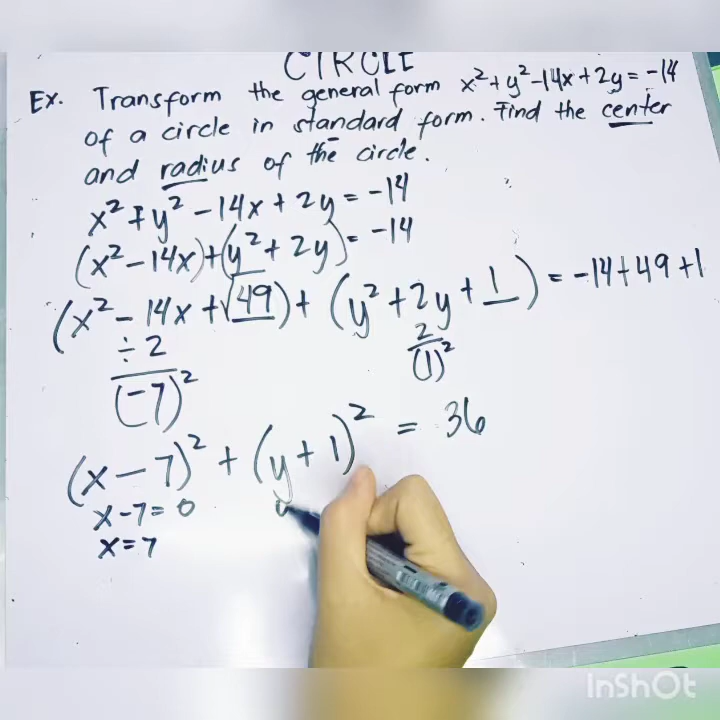 CIRCLE
Ex. Transform the general form x² + y² - 14x + 2y = -14
of a circle in standard form. Find the center
and radius of the circle.
x² + y² - 14x + 2y = -14
(x² - 14x) + (y² + 2y) = -14
(x² - 14x + √49) + (y² + 2y + 1) = -14 + 49 + 1
÷ 2
(-7)²
2
(1)²
(x - 7)² + (y + 1)² = 36
x - 7 = 0
x = 7
InShOt